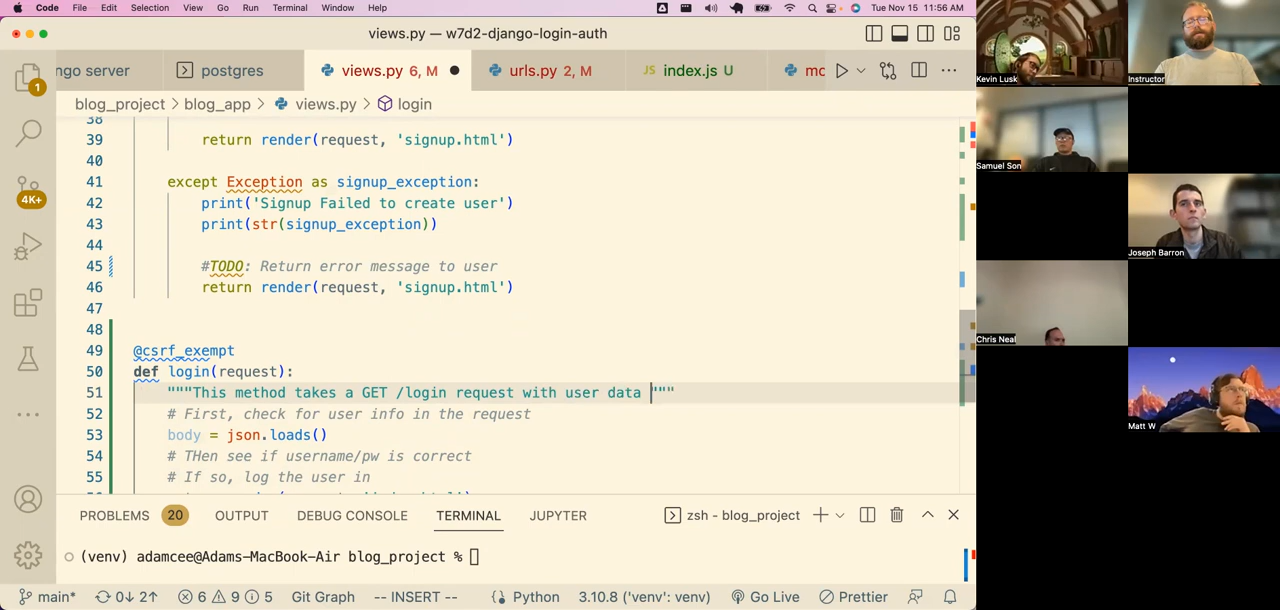 Code File Edit Selection View Go Run Terminal Window Help Tue Nov 15 11:56 AM
views.py — w7d2-django-login-auth
ngo server postgres views.py 6, M urls.py 2, M JS index.js U mo
blog_project > blog_app > views.py > login
1
4K+
38
39 return render(request, 'signup.html')
40
41 except Exception as signup_exception:
42 print('Signup Failed to create user')
43 print(str(signup_exception))
44
45 #TODO: Return error message to user
46 return render(request, 'signup.html')
47
48
49 @csrf_exempt
50 def login(request):
51 """This method takes a GET /login request with user data """
52 # First, check for user info in the request
53 body = json.loads()
54 # THen see if username/pw is correct
55 # If so, log the user in
PROBLEMS 20 OUTPUT DEBUG CONSOLE TERMINAL JUPYTER zsh - blog_project
(venv) adamcee@Adams-MacBook-Air blog_project %
main* 0↓ 2↑ 6 9 5 Git Graph -- INSERT -- Python 3.10.8 ('venv': venv) Go Live Prettier
Kevin Lusk
Instructor
Samuel Son
Joseph Barron
Chris Neal
Matt W